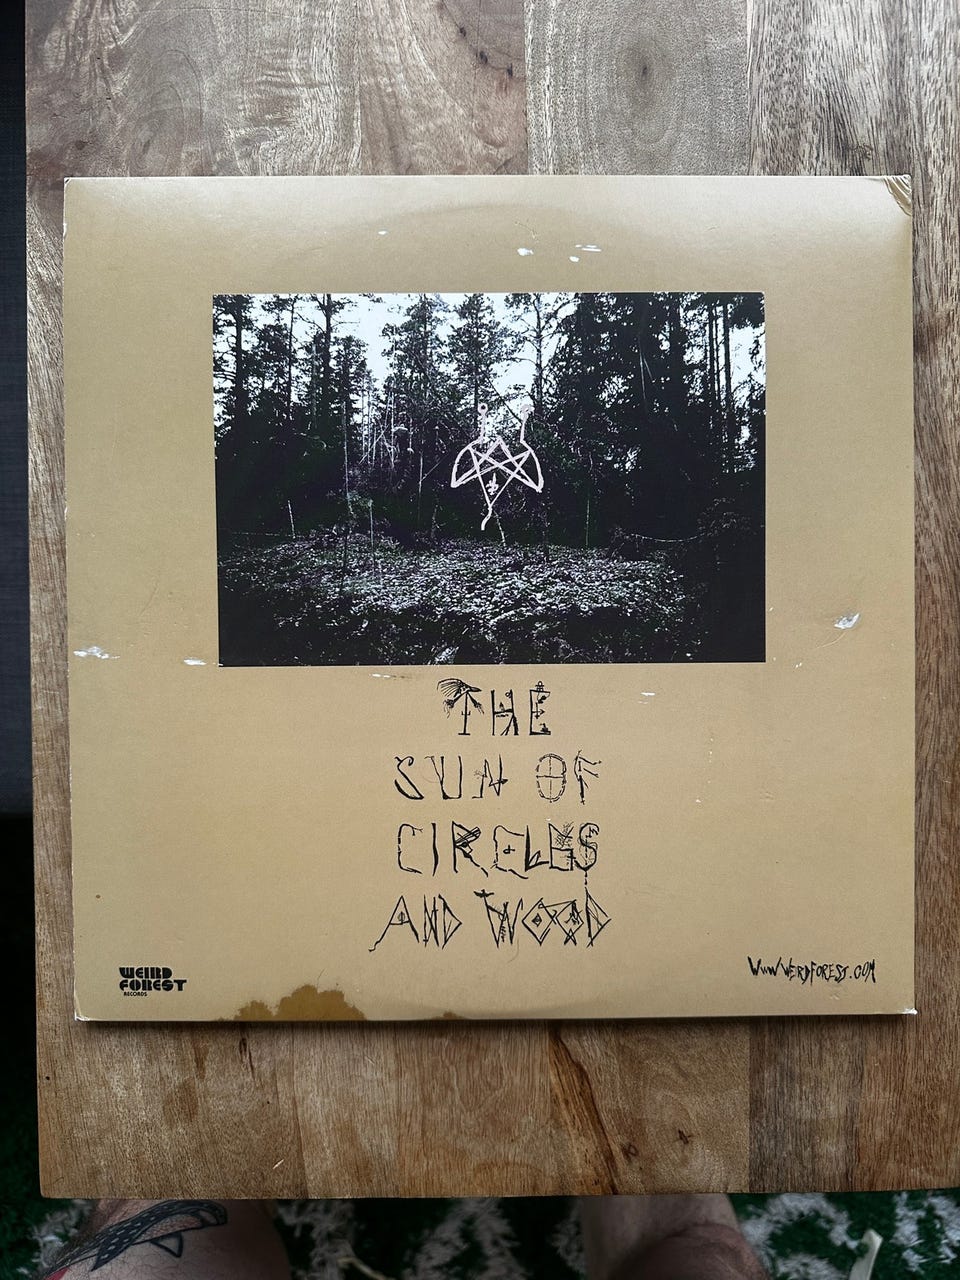 THE
SUN OF
CIRCLES
AND WOOD
WEIRD
FOREST
RECORDS
WWW.WEIRDFOREST.COM